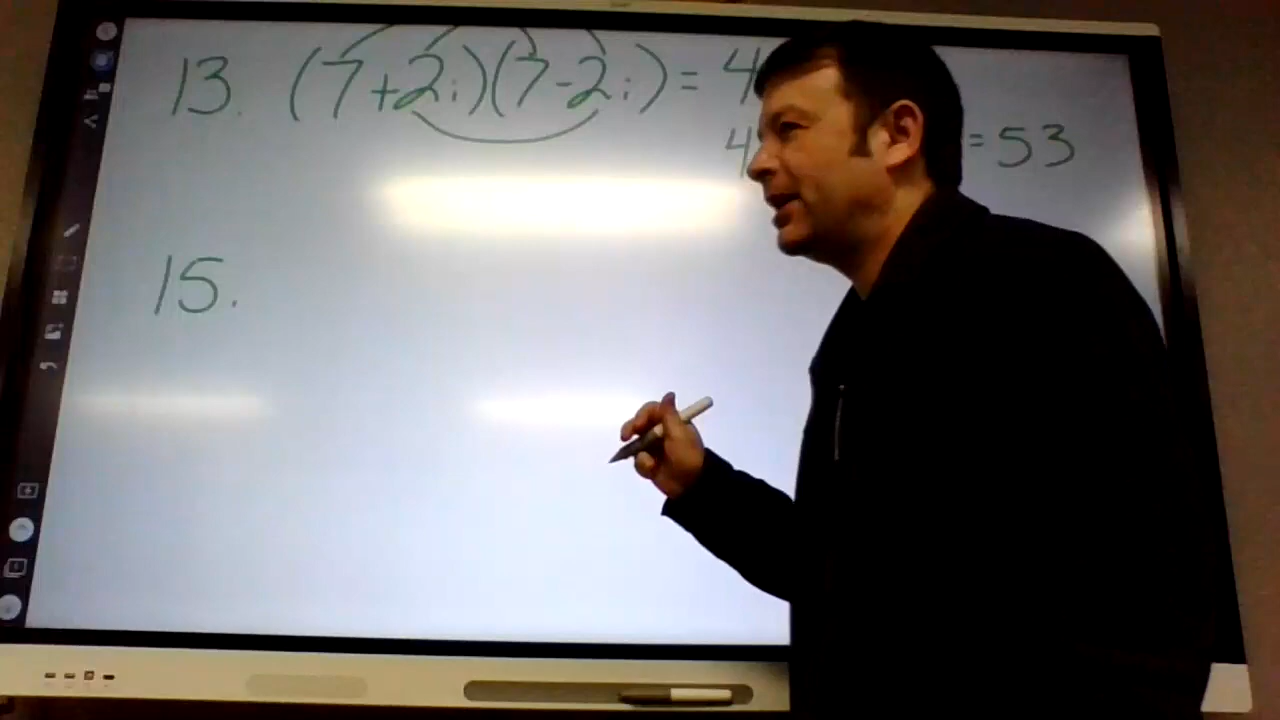 13. (7+2i)(7-2i) = 4
4 = 53
15.